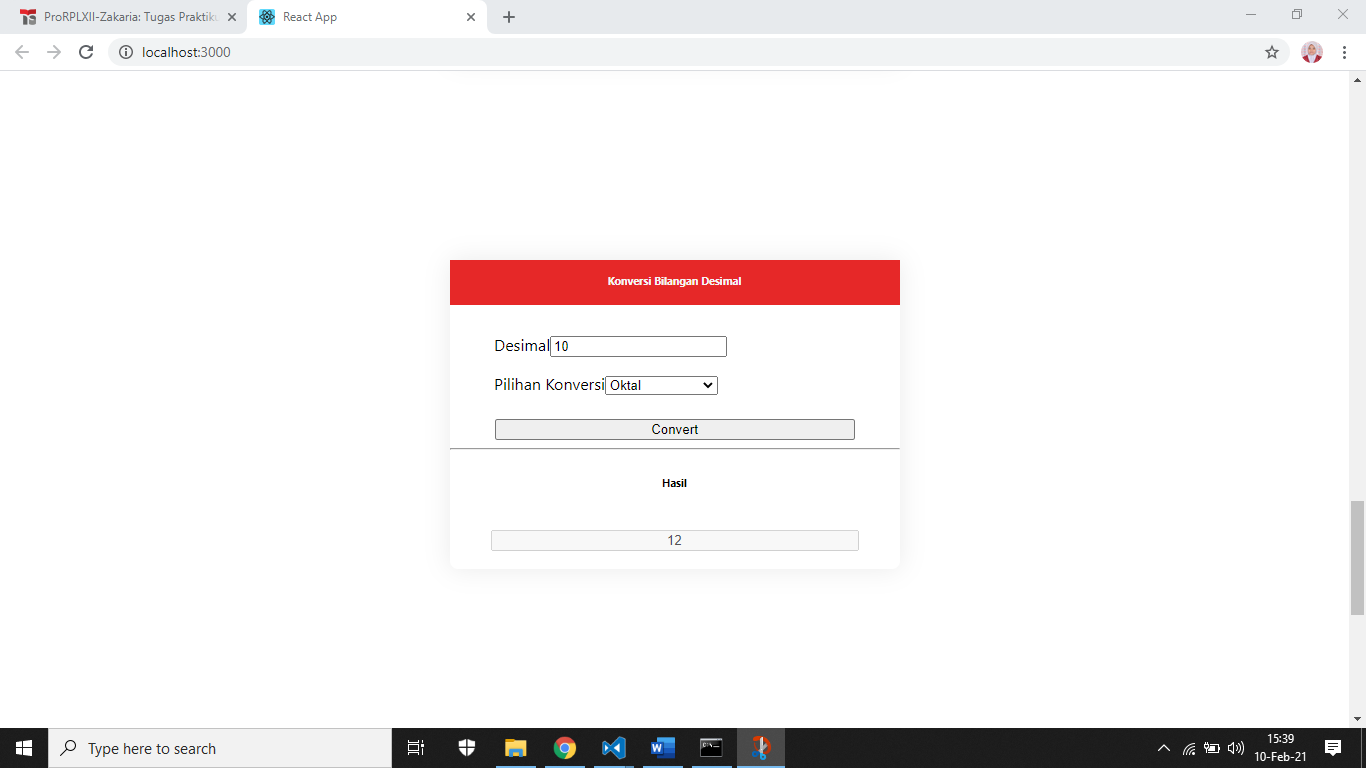 ProRPLXII-Zakaria: Tugas Praktik
React App
localhost:3000
Konversi Bilangan Desimal
Desimal 10
Pilihan Konversi Oktal
Convert
Hasil
12
Type here to search
15:39
10-Feb-21